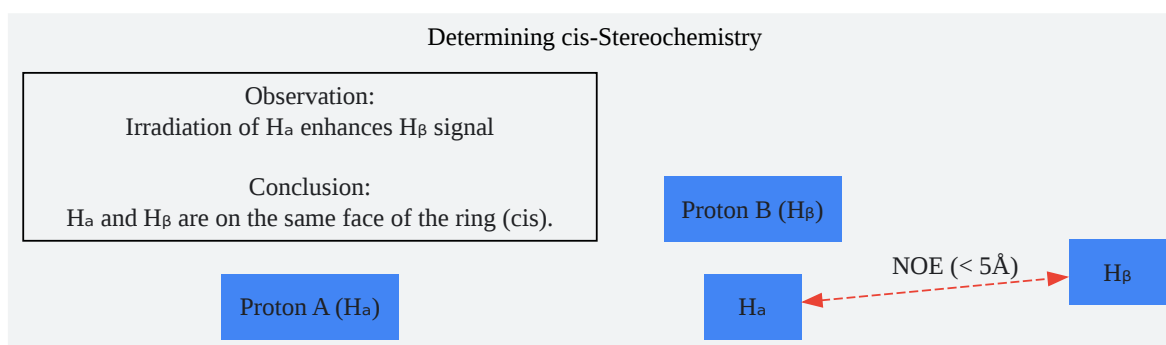 Determining cis-Stereochemistry
Observation:
Irradiation of Hₐ enhances Hᵦ signal
Conclusion:
Hₐ and Hᵦ are on the same face of the ring (cis).
Proton B (Hᵦ)
NOE (< 5Å)
Hᵦ
Proton A (Hₐ)
Hₐ